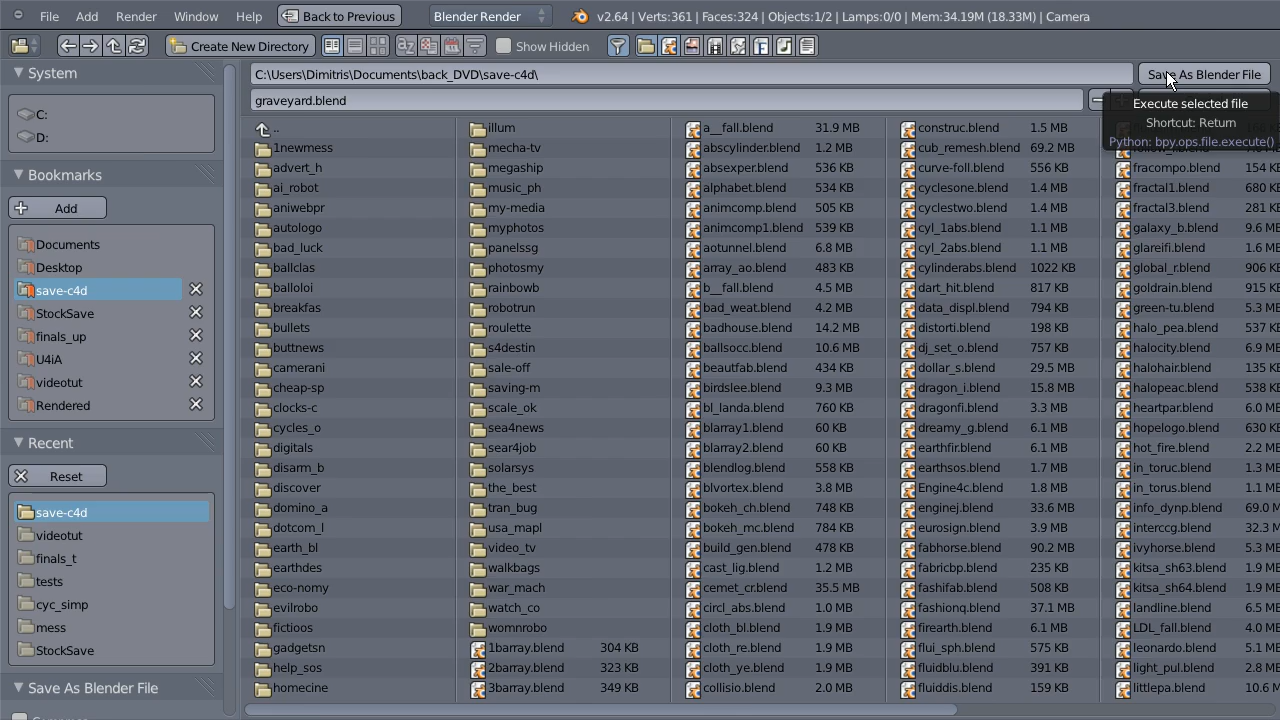 File Add Render Window Help Back to Previous Blender Render v2.64 | Verts:361 | Faces:324 | Objects:1/2 | Lamps:0/0 | Mem:34.19M (18.33M) | Camera
Create New Directory Show Hidden
System
C:
D:
Bookmarks
Add
Documents
Desktop
save-c4d
StockSave
finals_up
U4iA
videotut
Rendered
Recent
Reset
save-c4d
videotut
finals_t
tests
cyc_simp
mess
StockSave
Save As Blender File
C:\Users\Dimitris\Documents\back_DVD\save-c4d\
Save As Blender File
graveyard.blend
Execute selected file
Shortcut: Return
Python: bpy.ops.file.execute()
..
1newmess
advert_h
ai_robot
aniwebpr
autologo
bad_luck
ballclas
balloloi
breakfas
bullets
buttnews
camerani
cheap-sp
clocks-c
cycles_o
digitals
disarm_b
discover
domino_a
dotcom_l
earth_bl
earthdes
eco-nomy
evilrobo
fictioos
gadgetsn
help_sos
homecine
illum
mecha-tv
megaship
music_ph
my-media
myphotos
panelssg
photosmy
rainbowb
robotrun
roulette
s4destin
sale-off
saving-m
scale_ok
sea4news
sear4job
solarsys
the_best
tran_bug
usa_mapl
video_tv
walkbags
war_mach
watch_co
womnrobo
1barray.blend 304 KB
2barray.blend 323 KB
3barray.blend 349 KB
a__fall.blend 31.9 MB
abscylinder.blend 1.2 MB
absexper.blend 536 KB
alphabet.blend 534 KB
animcomp.blend 505 KB
animcomp1.blend 539 KB
aotunnel.blend 6.8 MB
array_ao.blend 483 KB
b__fall.blend 4.5 MB
bad_weat.blend 4.2 MB
badhouse.blend 14.2 MB
ballsocc.blend 10.6 MB
beautfab.blend 434 KB
birdslee.blend 9.3 MB
bl_landa.blend 760 KB
blarray1.blend 60 KB
blarray2.blend 60 KB
blendlog.blend 558 KB
blvortex.blend 3.8 MB
bokeh_ch.blend 748 KB
bokeh_mc.blend 784 KB
build_gen.blend 478 KB
cast_lig.blend 1.2 MB
cemet_cr.blend 35.5 MB
circl_abs.blend 1.0 MB
cloth_bl.blend 1.9 MB
cloth_re.blend 1.9 MB
cloth_ye.blend 1.9 MB
collisio.blend 2.0 MB
construc.blend 1.5 MB
cub_remesh.blend 69.2 MB
curve-foll.blend 556 KB
cyclesone.blend 1.4 MB
cyclestwo.blend 1.4 MB
cyl_1abs.blend 1.1 MB
cyl_2abs.blend 1.1 MB
cylinderabs.blend 1022 KB
dart_hit.blend 817 KB
data_displ.blend 794 KB
distorti.blend 198 KB
dj_set_o.blend 757 KB
dollar_s.blend 29.5 MB
dragon_i.blend 15.8 MB
dragonfi.blend 3.3 MB
dreamy_g.blend 6.1 MB
earthfir.blend 6.1 MB
earthsos.blend 1.7 MB
Engine4c.blend 1.8 MB
enginej.blend 33.6 MB
eurosign.blend 3.9 MB
fabhorse.blend 90.2 MB
fabricbp.blend 235 KB
fashifab.blend 508 KB
fashionq.blend 37.1 MB
firearth.blend 6.1 MB
flui_sph.blend 575 KB
fluidblu.blend 391 KB
fluiddis.blend 159 KB
fracompo.blend 154 KB
fractal1.blend 680 KB
fractal3.blend 281 KB
galaxy_b.blend 9.6 M
glareifi.blend 1.6 M
global_r.blend 906 K
goldrain.blend 915 K
green-tu.blend 5.3 M
halo_pea.blend 537 K
halocity.blend 6.9 M
halohair.blend 135 K
halopear.blend 538 K
heartpar.blend 6.0 M
hopelogo.blend 630 K
hot_fire.blend 2.2 M
in_toruc.blend 1.3 M
in_torus.blend 1.1 M
info_dynp.blend 69.0 M
interccg.blend 32.3 M
ivyhorse.blend 5.3 M
kitsa_sh63.blend 1.9 M
kitsa_sh64.blend 1.9 M
landline.blend 6.5 M
LDL_fall.blend 4.0 M
leonardo.blend 5.1 M
light_pul.blend 2.8 M
littlepa.blend 10.6 M